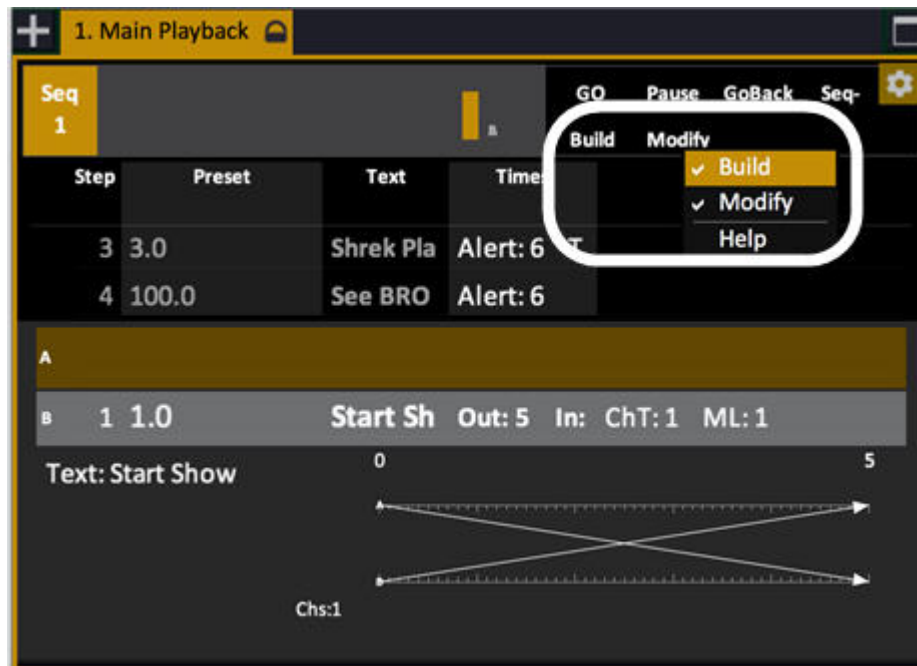 1. Main Playback
Seq 1
GO Pause GoBack Seq-
Build Modify
Build
Modify
Help
Step Preset Text Times
3 3.0 Shrek Pla Alert: 6 T
4 100.0 See BRO Alert: 6
A
B 1 1.0 Start Sh Out: 5 In: ChT: 1 ML: 1
Text: Start Show
0 5
A
B
Chs:1